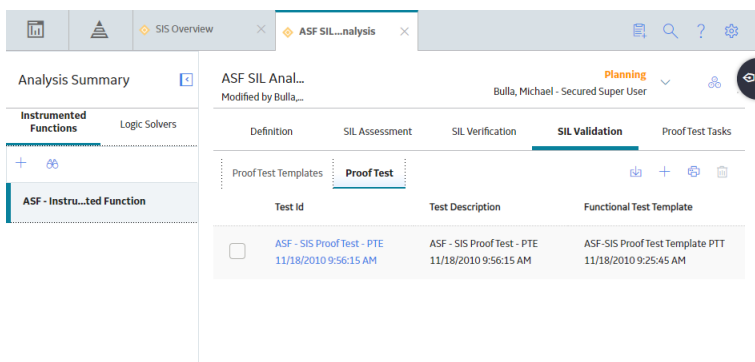 SIS Overview
ASF SIL...nalysis
Analysis Summary
Instrumented
Functions
Logic Solvers
ASF - Instru...ted Function
ASF SIL Anal...
Modified by Bulla,...
Planning
Bulla, Michael - Secured Super User
Definition
SIL Assessment
SIL Verification
SIL Validation
Proof Test Tasks
Proof Test Templates
Proof Test
Test Id
Test Description
Functional Test Template
ASF - SIS Proof Test - PTE
11/18/2010 9:56:15 AM
ASF - SIS Proof Test - PTE
11/18/2010 9:56:15 AM
ASF-SIS Proof Test Template PTT
11/18/2010 9:25:45 AM